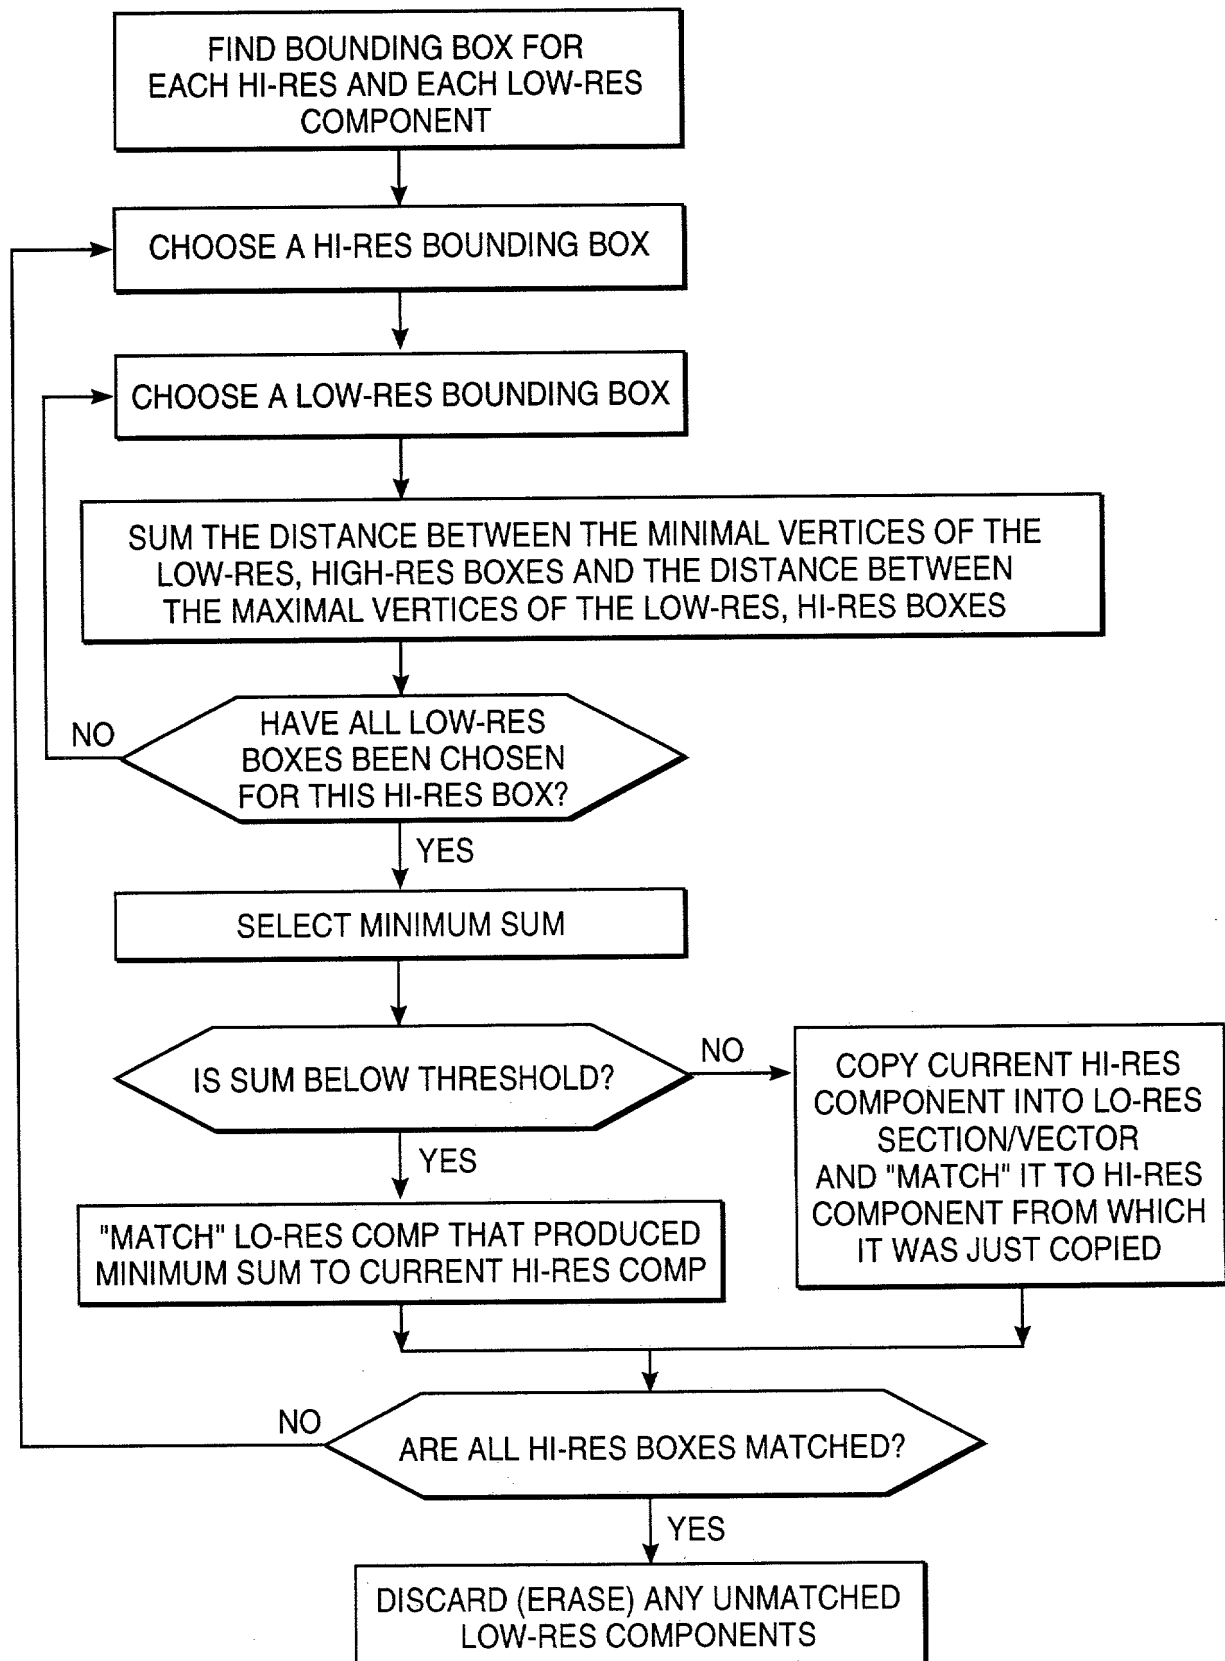 FIND BOUNDING BOX FOR
EACH HI-RES AND EACH LOW-RES
COMPONENT
CHOOSE A HI-RES BOUNDING BOX
CHOOSE A LOW-RES BOUNDING BOX
SUM THE DISTANCE BETWEEN THE MINIMAL VERTICES OF THE
LOW-RES, HIGH-RES BOXES AND THE DISTANCE BETWEEN
THE MAXIMAL VERTICES OF THE LOW-RES, HI-RES BOXES
NO
HAVE ALL LOW-RES
BOXES BEEN CHOSEN
FOR THIS HI-RES BOX?
YES
SELECT MINIMUM SUM
IS SUM BELOW THRESHOLD?
NO
YES
COPY CURRENT HI-RES
COMPONENT INTO LO-RES
SECTION/VECTOR
AND "MATCH" IT TO HI-RES
COMPONENT FROM WHICH
IT WAS JUST COPIED
"MATCH" LO-RES COMP THAT PRODUCED
MINIMUM SUM TO CURRENT HI-RES COMP
NO
ARE ALL HI-RES BOXES MATCHED?
YES
DISCARD (ERASE) ANY UNMATCHED
LOW-RES COMPONENTS